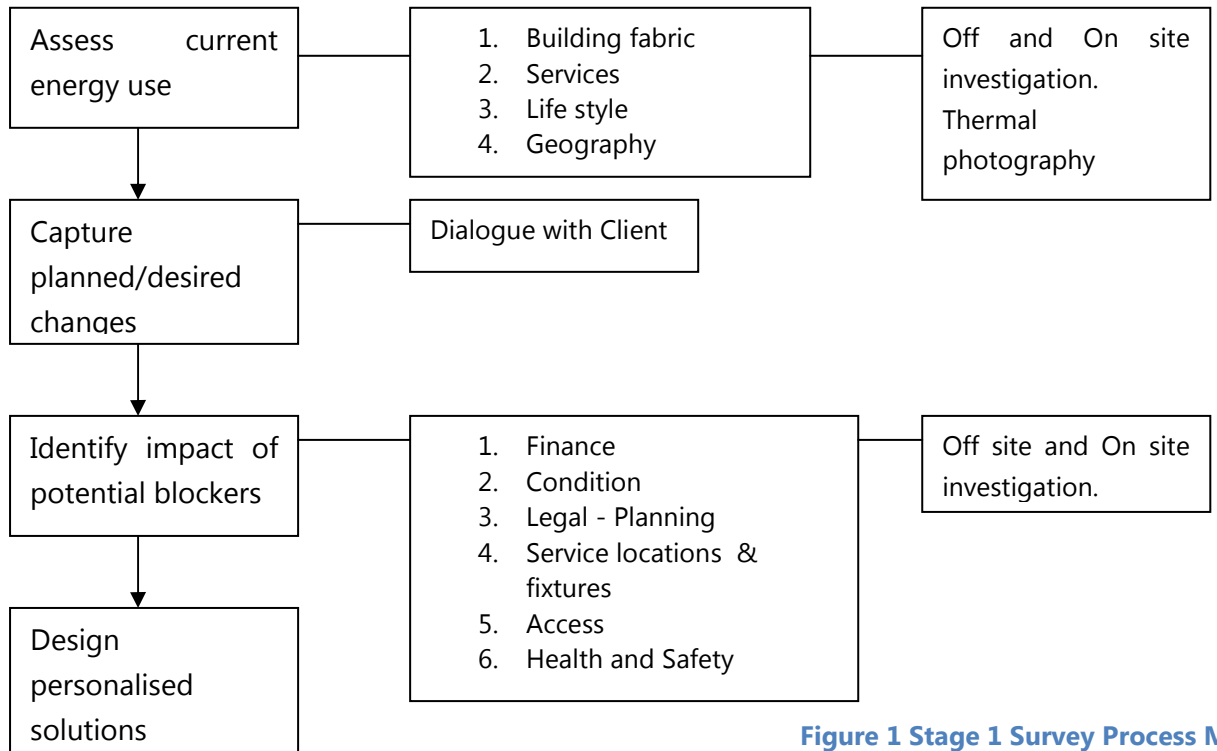 Assess current
energy use
1. Building fabric
2. Services
3. Life style
4. Geography
Off and On site
investigation.
Thermal
photography
Capture
planned/desired
changes
Dialogue with Client
Identify impact of
potential blockers
1. Finance
2. Condition
3. Legal - Planning
4. Service locations &
fixtures
5. Access
6. Health and Safety
Off site and On site
investigation.
Design
personalised
solutions
Figure 1 Stage 1 Survey Process